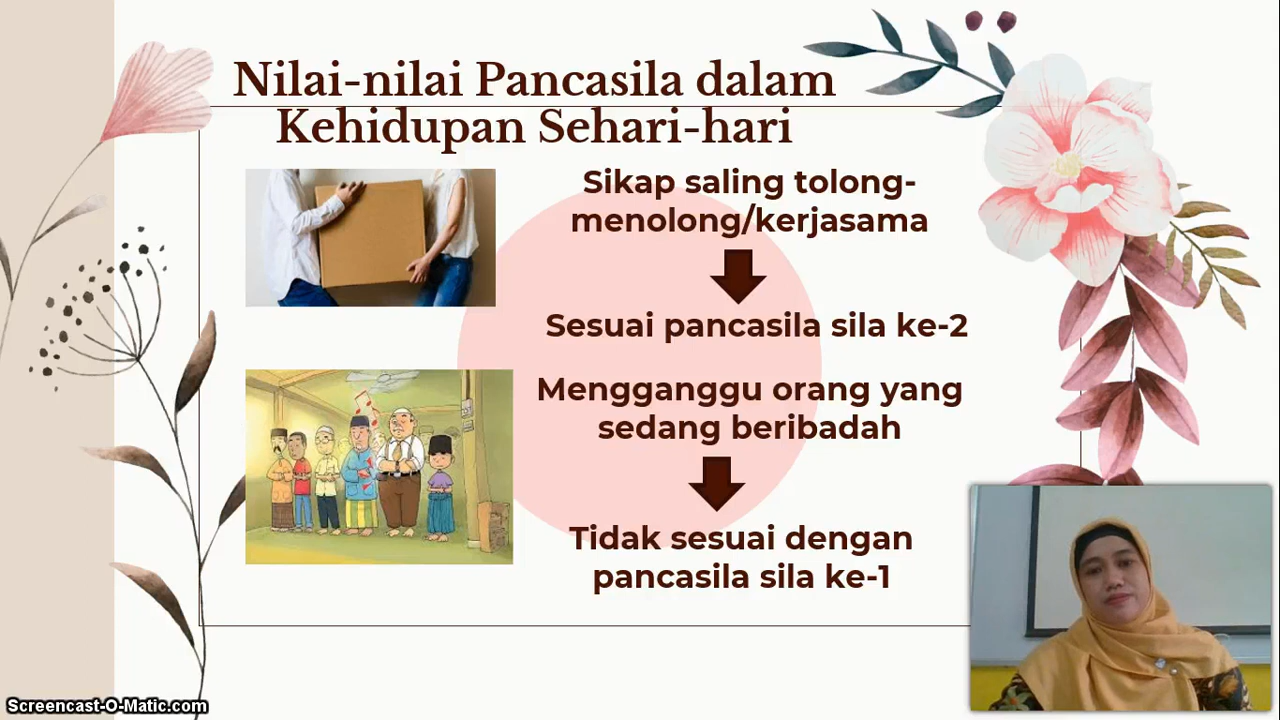 Nilai-nilai Pancasila dalam
Kehidupan Sehari-hari
Sikap saling tolong-
menolong/kerjasama
Sesuai pancasila sila ke-2
Mengganggu orang yang
sedang beribadah
Tidak sesuai dengan
pancasila sila ke-1
Screencast-O-Matic.com